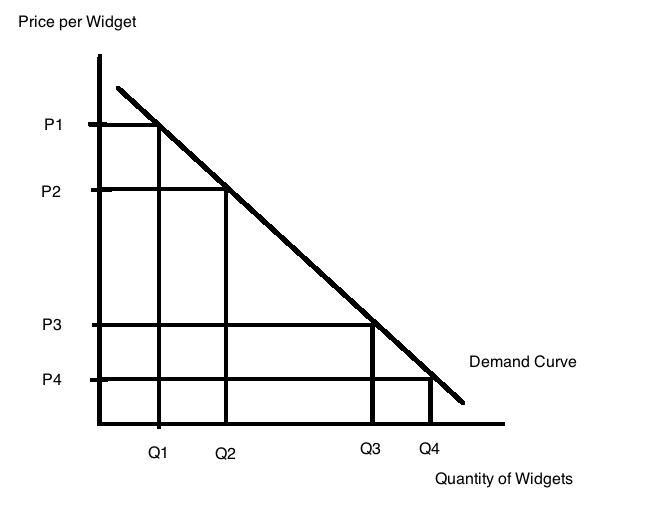 Price per Widget
P1
P2
P3
P4
Demand Curve
Q1
Q2
Q3
Q4
Quantity of Widgets